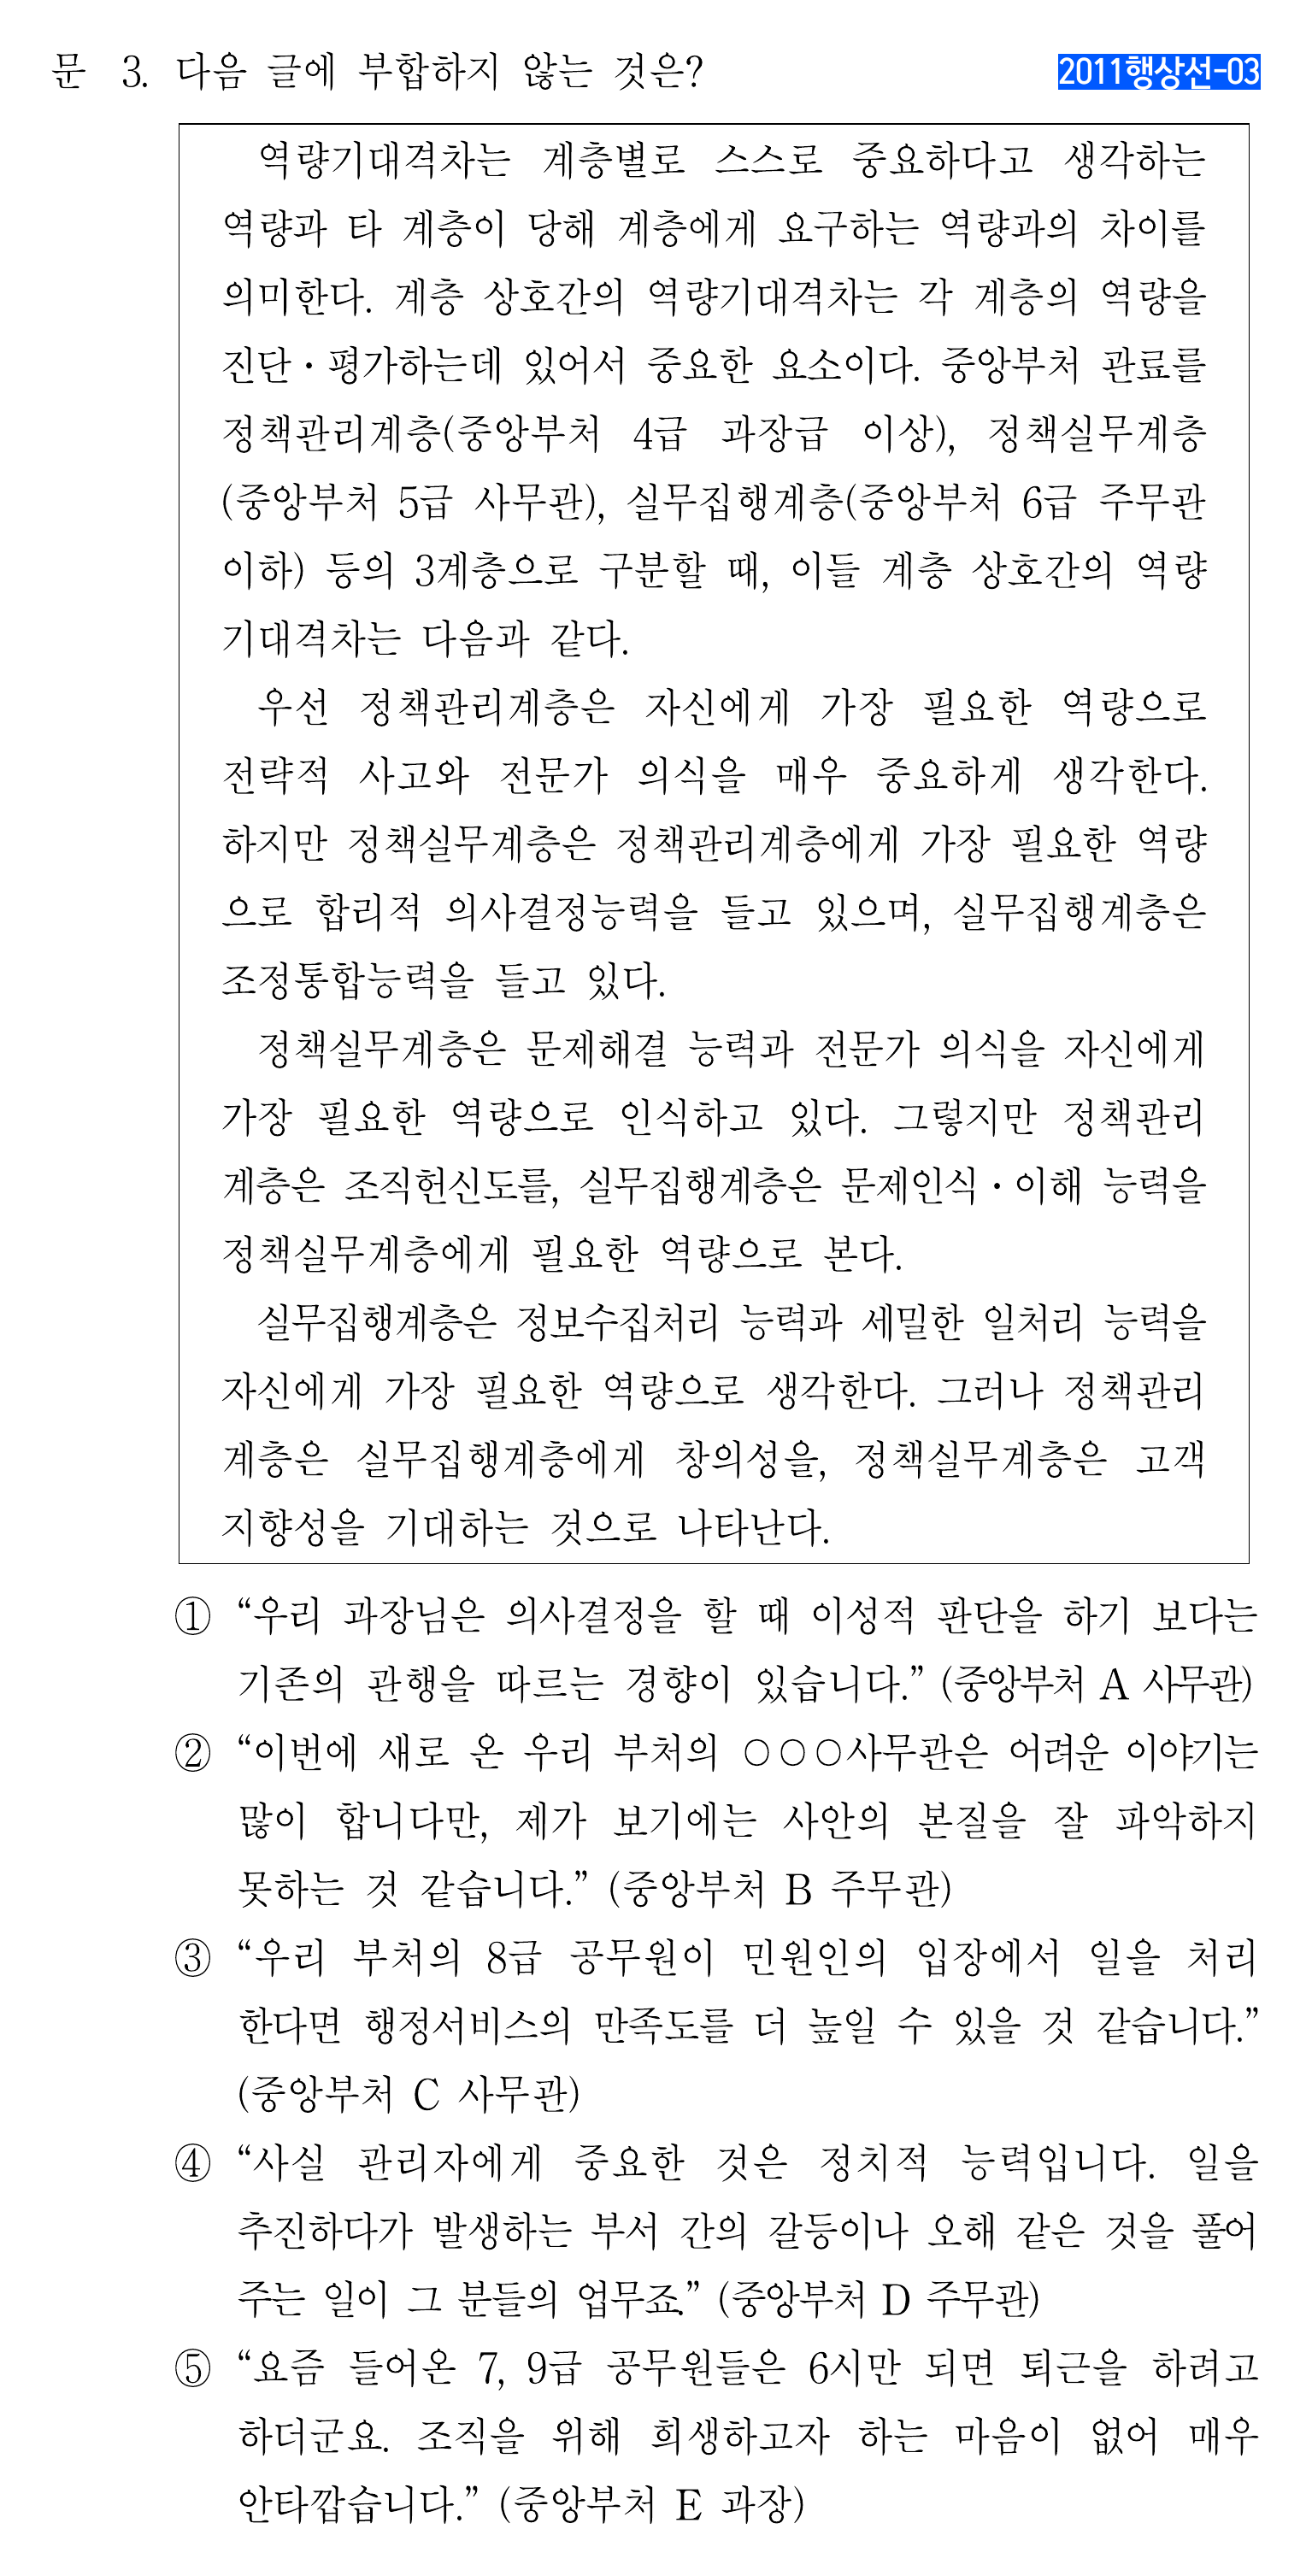 문 3. 다음 글에 부합하지 않는 것은?
2011행상선-03
역량기대격차는 계층별로 스스로 중요하다고 생각하는
역량과 타 계층이 당해 계층에게 요구하는 역량과의 차이를
의미한다. 계층 상호간의 역량기대격차는 각 계층의 역량을
진단・평가하는데 있어서 중요한 요소이다. 중앙부처 관료를
정책관리계층(중앙부처 4급 과장급 이상), 정책실무계층
(중앙부처 5급 사무관), 실무집행계층(중앙부처 6급 주무관
이하) 등의 3계층으로 구분할 때, 이들 계층 상호간의 역량
기대격차는 다음과 같다.
우선 정책관리계층은 자신에게 가장 필요한 역량으로
전략적 사고와 전문가 의식을 매우 중요하게 생각한다.
하지만 정책실무계층은 정책관리계층에게 가장 필요한 역량
으로 합리적 의사결정능력을 들고 있으며, 실무집행계층은
조정통합능력을 들고 있다.
정책실무계층은 문제해결 능력과 전문가 의식을 자신에게
가장 필요한 역량으로 인식하고 있다. 그렇지만 정책관리
계층은 조직헌신도를, 실무집행계층은 문제인식・이해 능력을
정책실무계층에게 필요한 역량으로 본다.
실무집행계층은 정보수집처리 능력과 세밀한 일처리 능력을
자신에게 가장 필요한 역량으로 생각한다. 그러나 정책관리
계층은 실무집행계층에게 창의성을, 정책실무계층은 고객
지향성을 기대하는 것으로 나타난다.
① “우리 과장님은 의사결정을 할 때 이성적 판단을 하기 보다는
기존의 관행을 따르는 경향이 있습니다.” (중앙부처 A 사무관)
② “이번에 새로 온 우리 부처의 ○○○사무관은 어려운 이야기는
많이 합니다만, 제가 보기에는 사안의 본질을 잘 파악하지
못하는 것 같습니다.” (중앙부처 B 주무관)
③ “우리 부처의 8급 공무원이 민원인의 입장에서 일을 처리
한다면 행정서비스의 만족도를 더 높일 수 있을 것 같습니다.”
(중앙부처 C 사무관)
④ “사실 관리자에게 중요한 것은 정치적 능력입니다. 일을
추진하다가 발생하는 부서 간의 갈등이나 오해 같은 것을 풀어
주는 일이 그 분들의 업무죠.” (중앙부처 D 주무관)
⑤ “요즘 들어온 7, 9급 공무원들은 6시만 되면 퇴근을 하려고
하더군요. 조직을 위해 희생하고자 하는 마음이 없어 매우
안타깝습니다.” (중앙부처 E 과장)